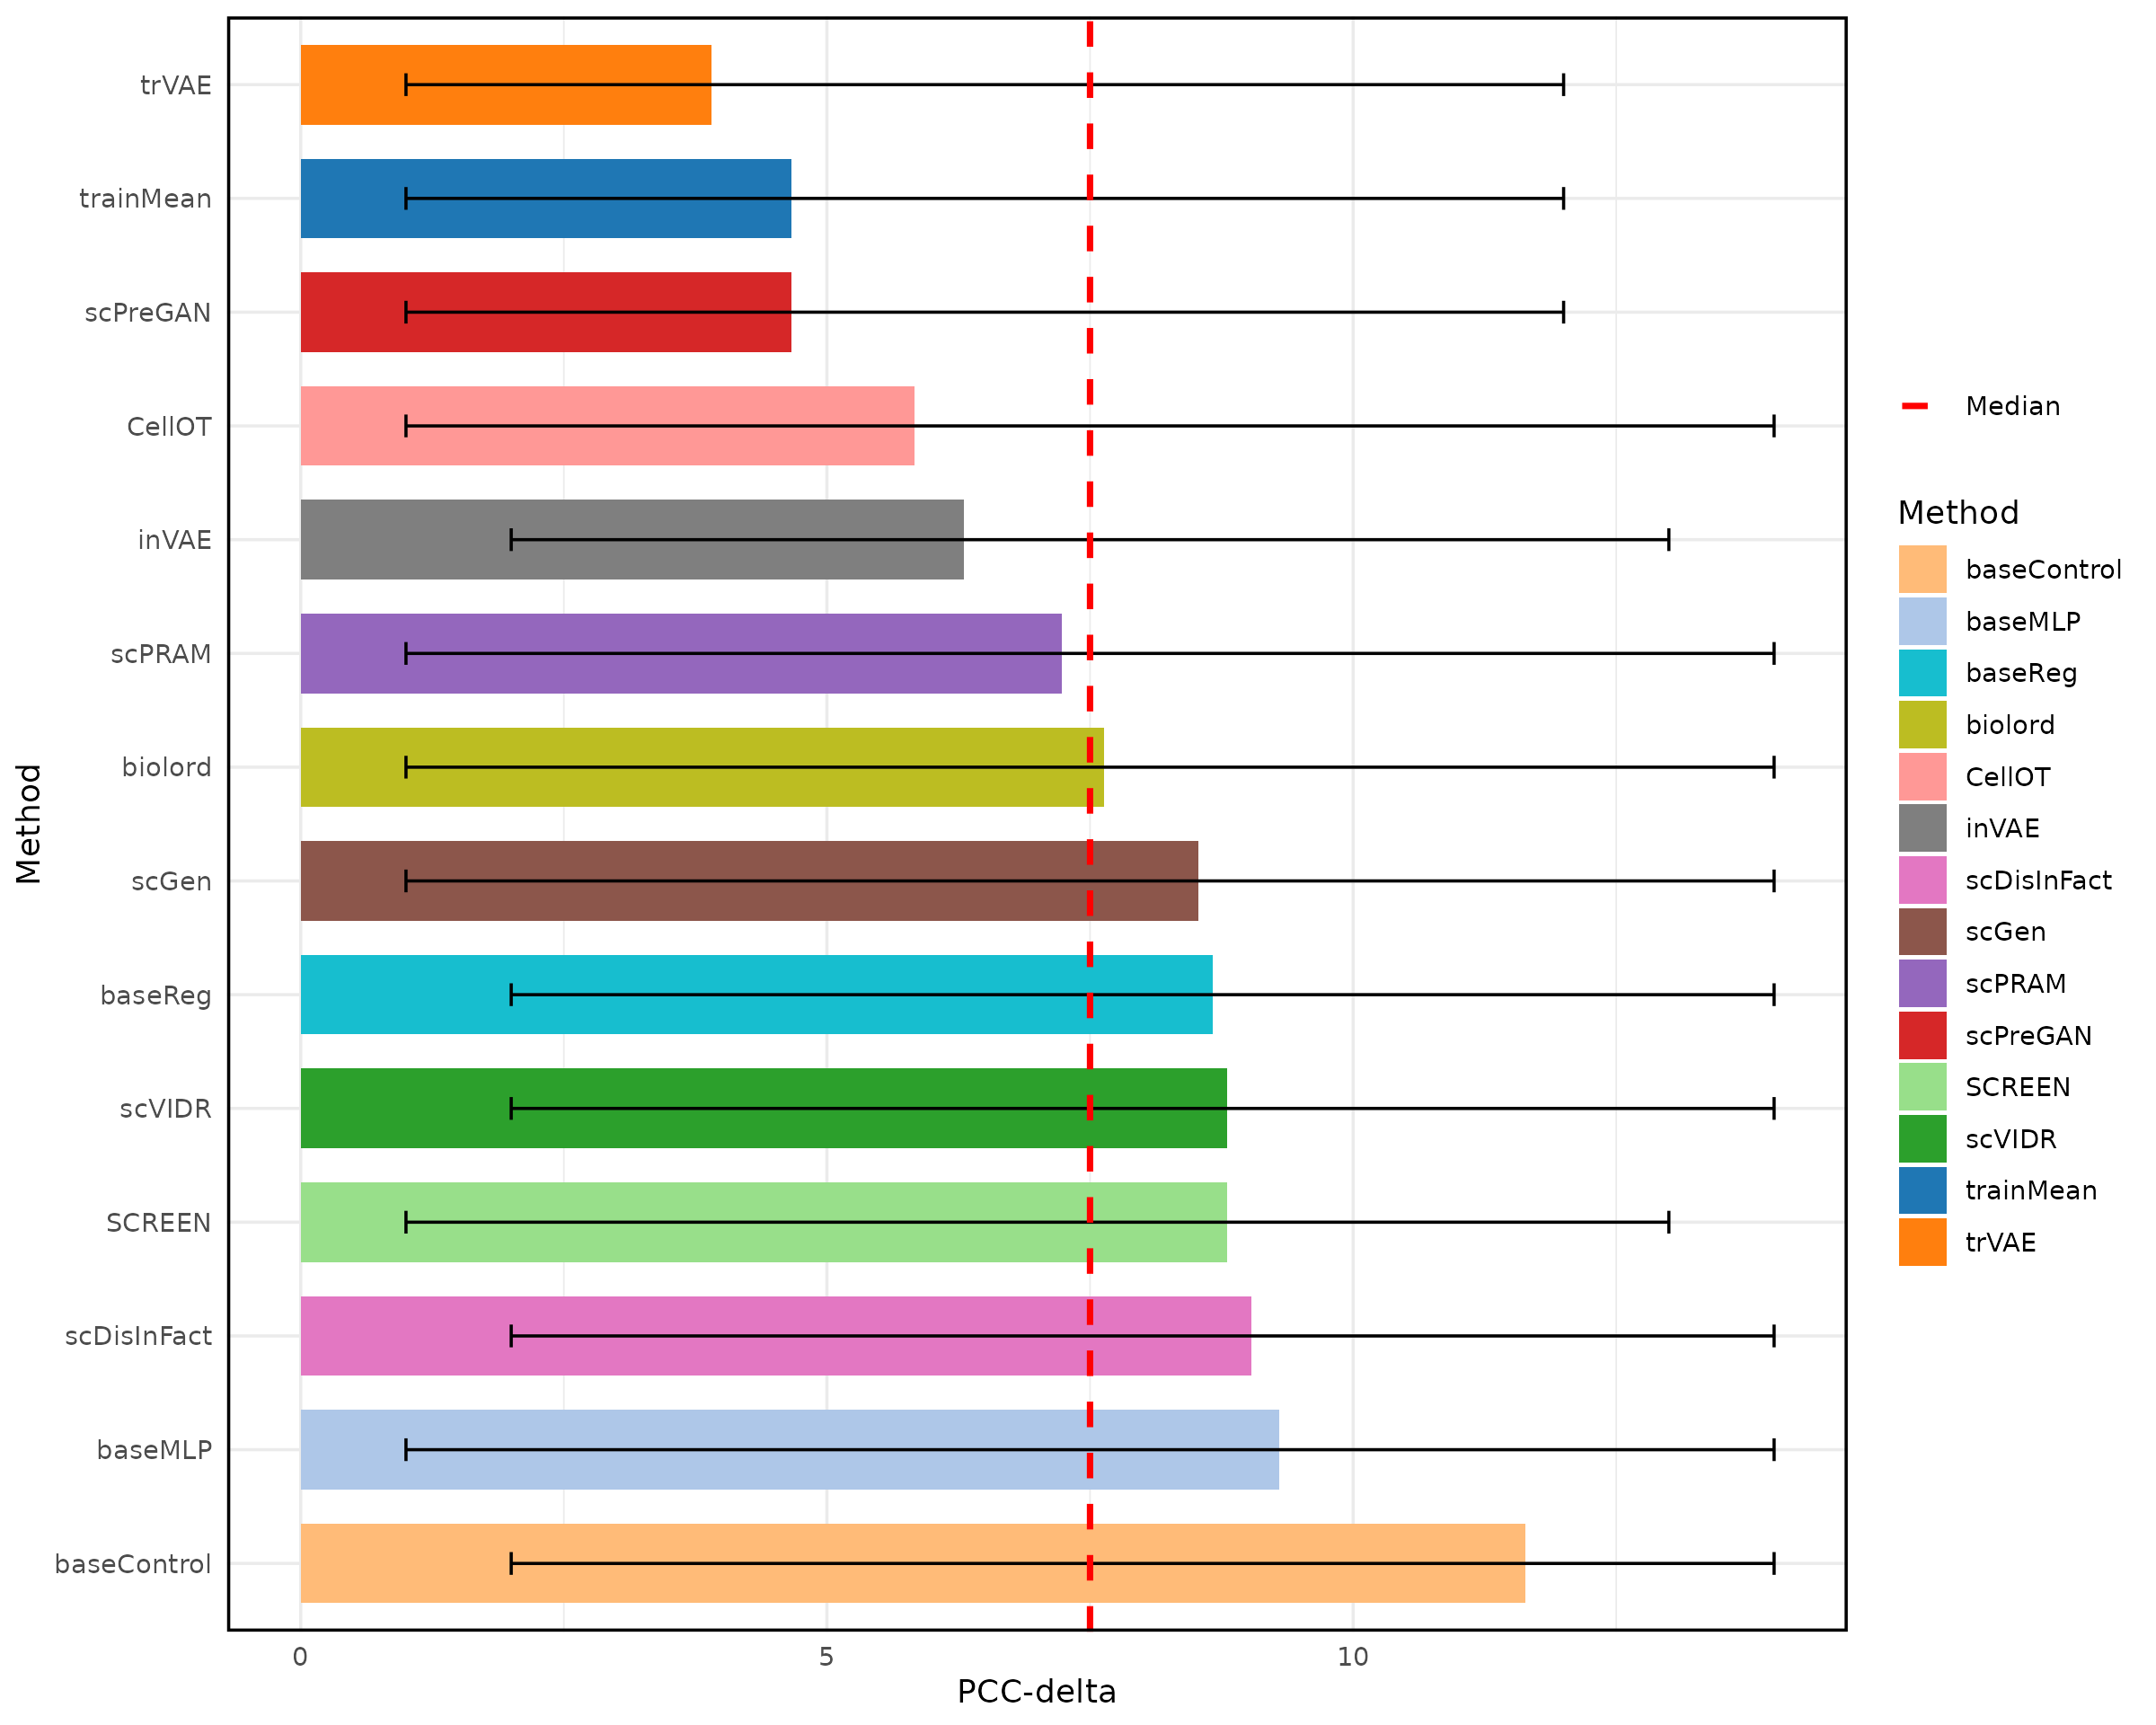 trVAE
trainMean
scPreGAN
CellOT
inVAE
scPRAM
biolord
scGen
baseReg
scVIDR
SCREEN
scDisInFact
baseMLP
baseControl
Method
0 5 10
PCC-delta
Median
Method
baseControl
baseMLP
baseReg
biolord
CellOT
inVAE
scDisInFact
scGen
scPRAM
scPreGAN
SCREEN
scVIDR
trainMean
trVAE